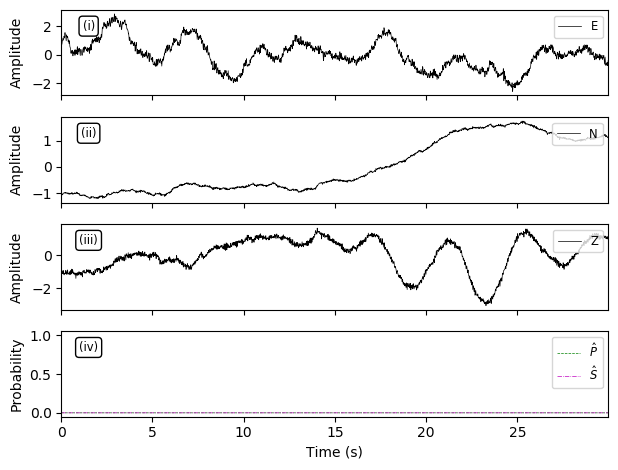 (i)
E
Amplitude
2
0
−2
(ii)
N
Amplitude
1
0
−1
(iii)
Z
Amplitude
0
−2
(iv)
P̂
Ŝ
Probability
1.0
0.5
0.0
0 5 10 15 20 25
Time (s)